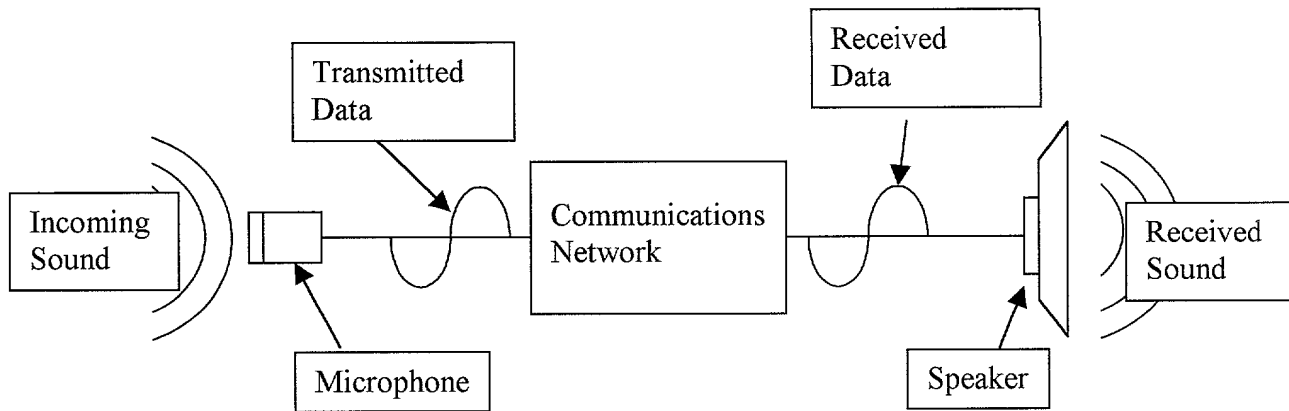 Transmitted
Data
Received
Data
Incoming
Sound
Communications
Network
Received
Sound
Microphone
Speaker